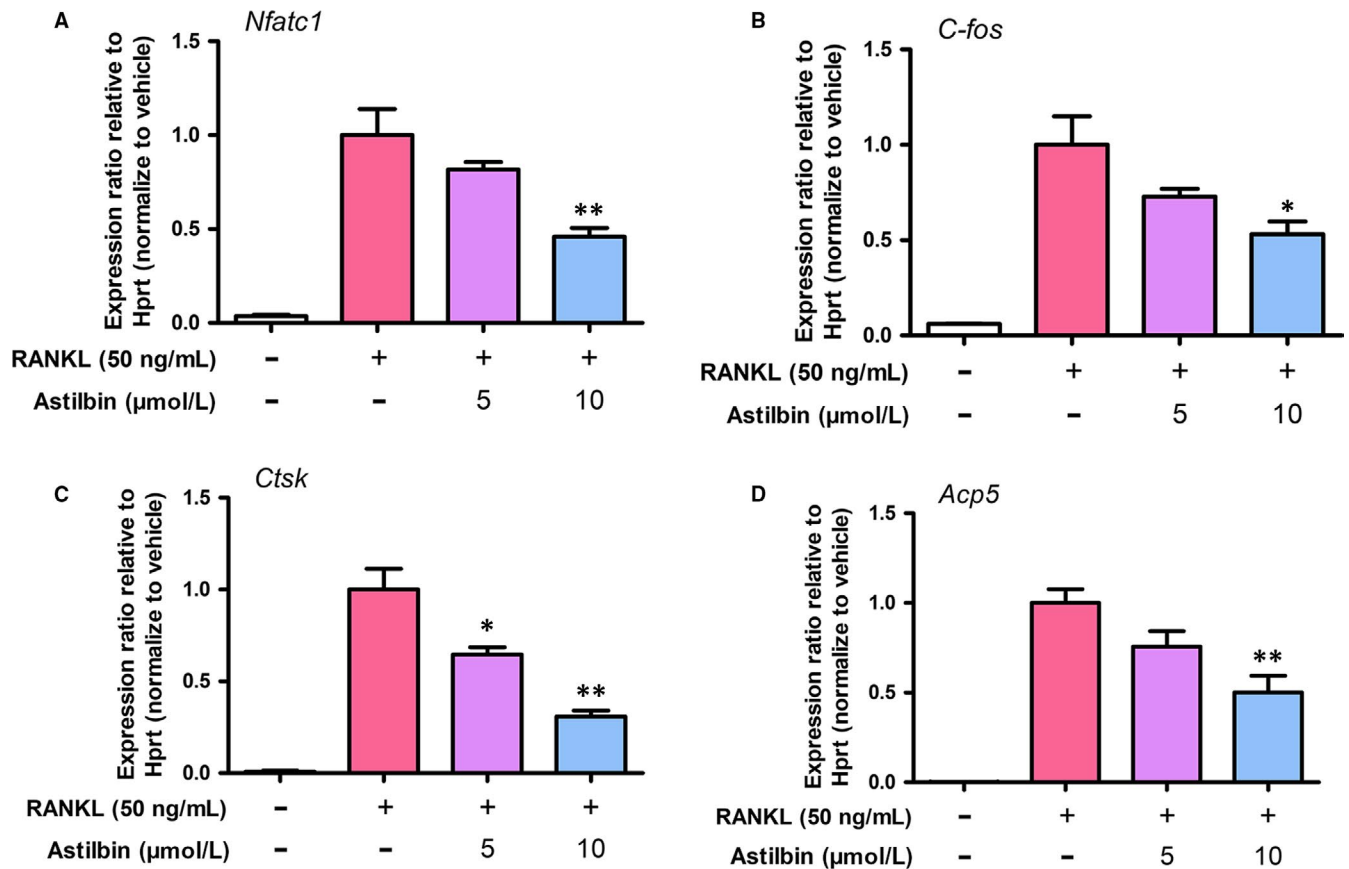 A
Nfatc1
Expression ratio relative to
Hprt (normalize to vehicle)
1.5
1.0
0.5
0.0
**
RANKL (50 ng/mL) – + + +
Astilbin (µmol/L) – – 5 10
B
C-fos
Expression ratio relative to
Hprt (normalize to vehicle)
1.5
1.0
0.5
0.0
*
RANKL (50 ng/mL) – + + +
Astilbin (µmol/L) – – 5 10
C
Ctsk
Expression ratio relative to
Hprt (normalize to vehicle)
1.5
1.0
0.5
0.0
*
**
RANKL (50 ng/mL) – + + +
Astilbin (µmol/L) – – 5 10
D
Acp5
Expression ratio relative to
Hprt (normalize to vehicle)
1.5
1.0
0.5
0.0
**
RANKL (50 ng/mL) – + + +
Astilbin (µmol/L) – – 5 10